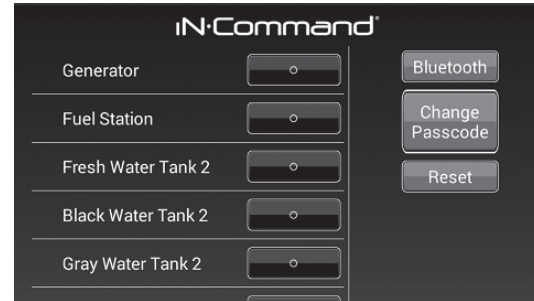 iN·Command
Generator
Fuel Station
Fresh Water Tank 2
Black Water Tank 2
Gray Water Tank 2
Bluetooth
Change
Passcode
Reset